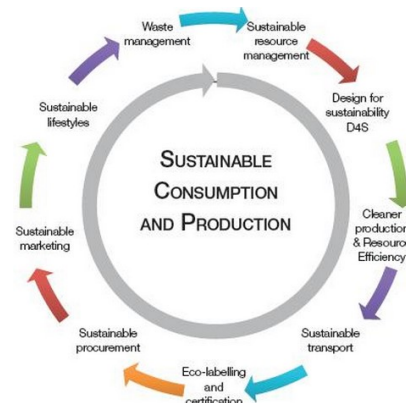 Waste
management
Sustainable
resource
management
Design for
sustainability
D4S
Cleaner
production
& Resource
Efficiency
Sustainable
transport
Eco-labelling
and
certification
Sustainable
procurement
Sustainable
marketing
Sustainable
lifestyles
SUSTAINABLE
CONSUMPTION
AND PRODUCTION